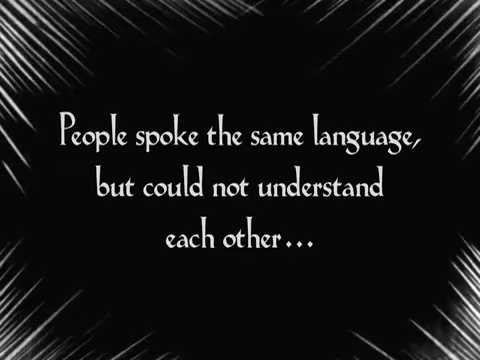 People spoke the same language,
but could not understand
each other...